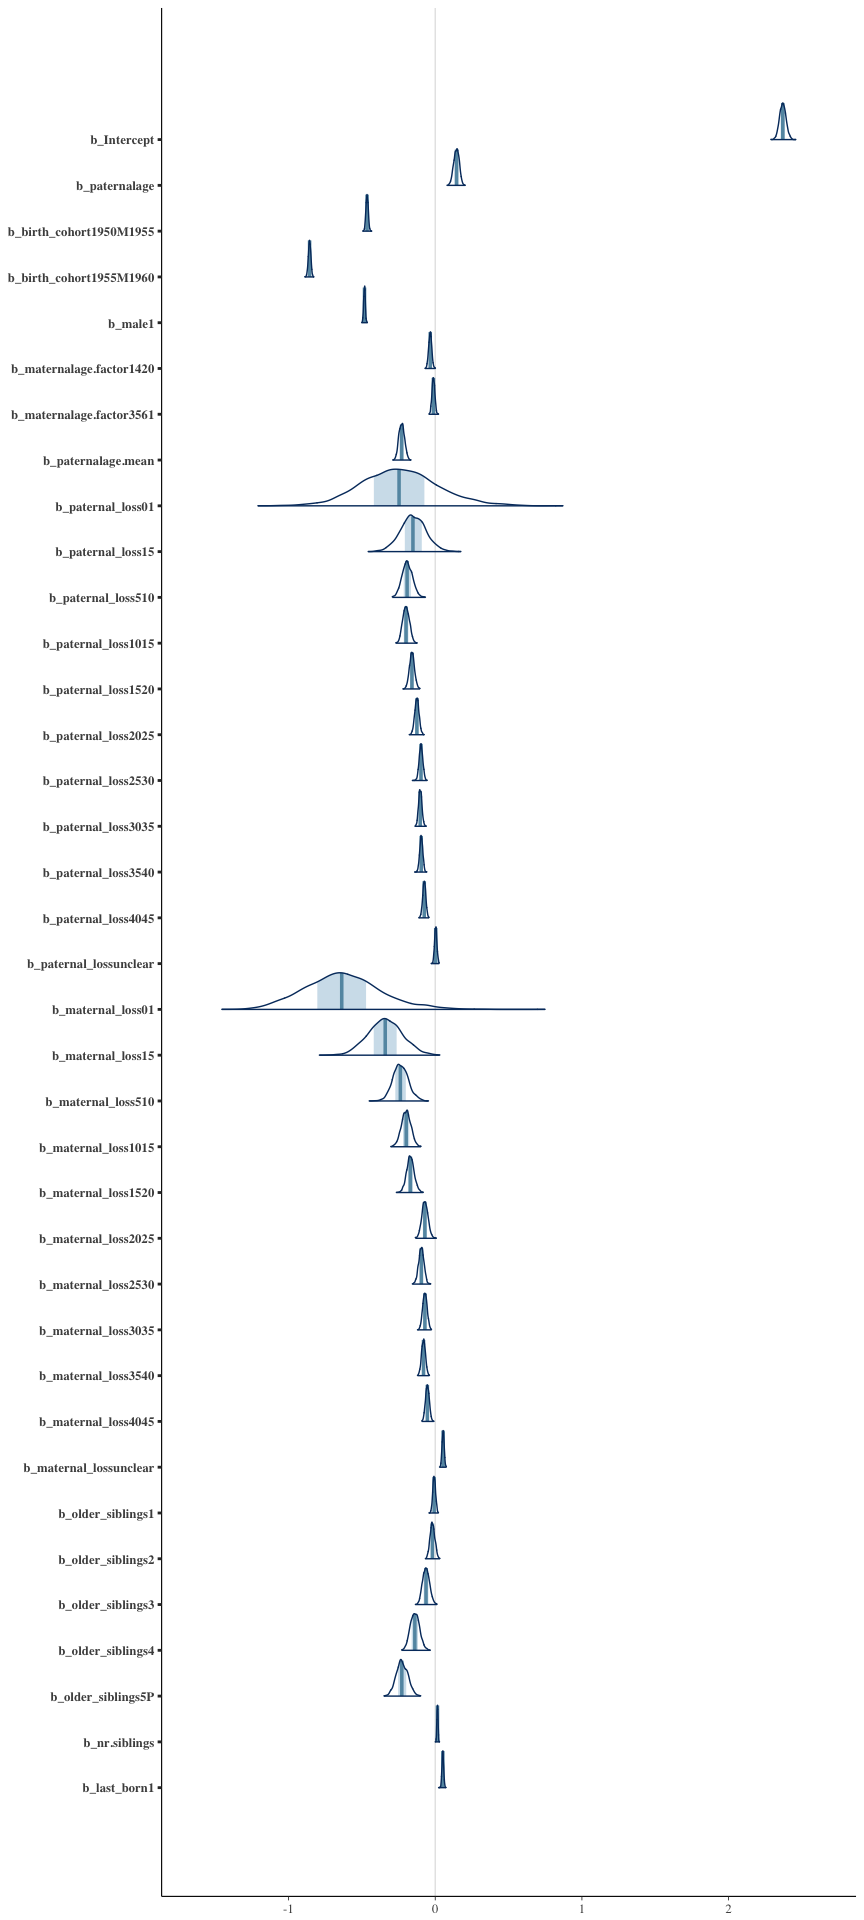 b_Intercept
b_paternalage
b_birth_cohort1950M1955
b_birth_cohort1955M1960
b_male1
b_maternalage.factor1420
b_maternalage.factor3561
b_paternalage.mean
b_paternal_loss01
b_paternal_loss15
b_paternal_loss510
b_paternal_loss1015
b_paternal_loss1520
b_paternal_loss2025
b_paternal_loss2530
b_paternal_loss3035
b_paternal_loss3540
b_paternal_loss4045
b_paternal_lossunclear
b_maternal_loss01
b_maternal_loss15
b_maternal_loss510
b_maternal_loss1015
b_maternal_loss1520
b_maternal_loss2025
b_maternal_loss2530
b_maternal_loss3035
b_maternal_loss3540
b_maternal_loss4045
b_maternal_lossunclear
b_older_siblings1
b_older_siblings2
b_older_siblings3
b_older_siblings4
b_older_siblings5P
b_nr.siblings
b_last_born1
-1 0 1 2